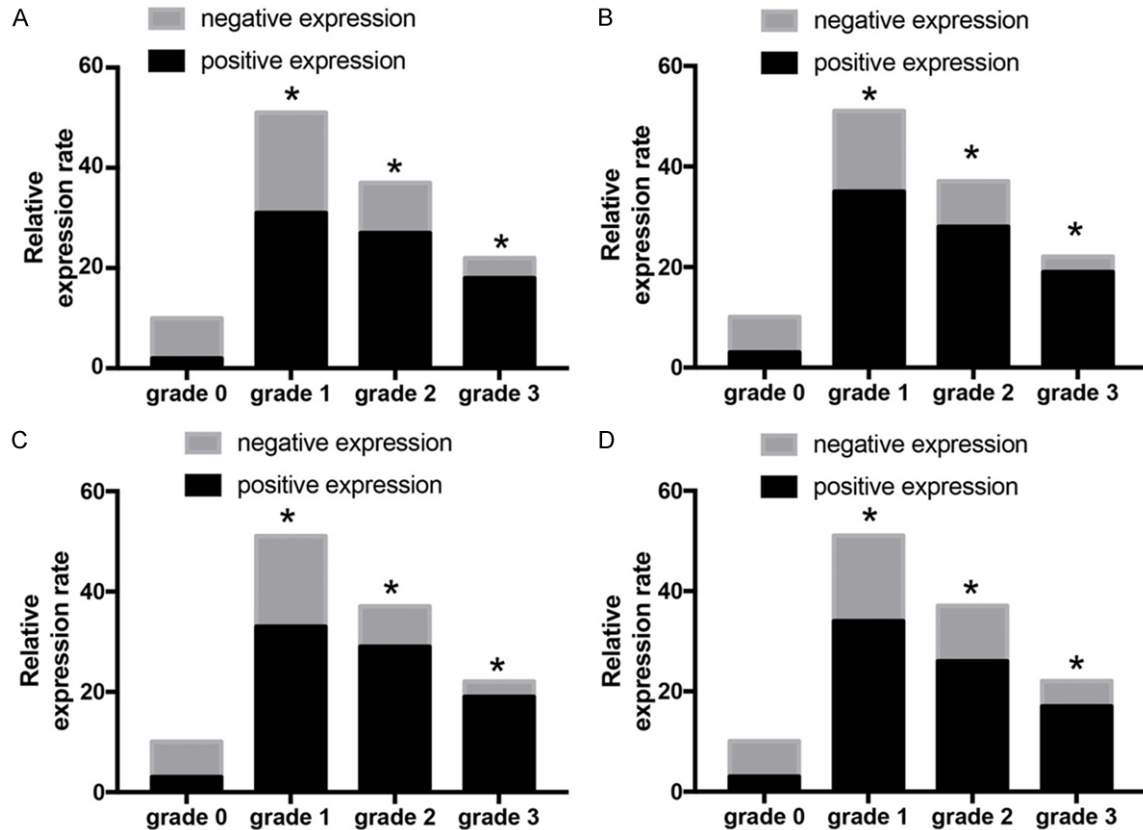 A
negative expression
positive expression
Relative
expression rate
60
40
20
0
*
*
*
grade 0
grade 1
grade 2
grade 3
B
negative expression
positive expression
Relative
expression rate
60
40
20
0
*
*
*
grade 0
grade 1
grade 2
grade 3
C
negative expression
positive expression
Relative
expression rate
60
40
20
0
*
*
*
grade 0
grade 1
grade 2
grade 3
D
negative expression
positive expression
Relative
expression rate
60
40
20
0
*
*
*
grade 0
grade 1
grade 2
grade 3